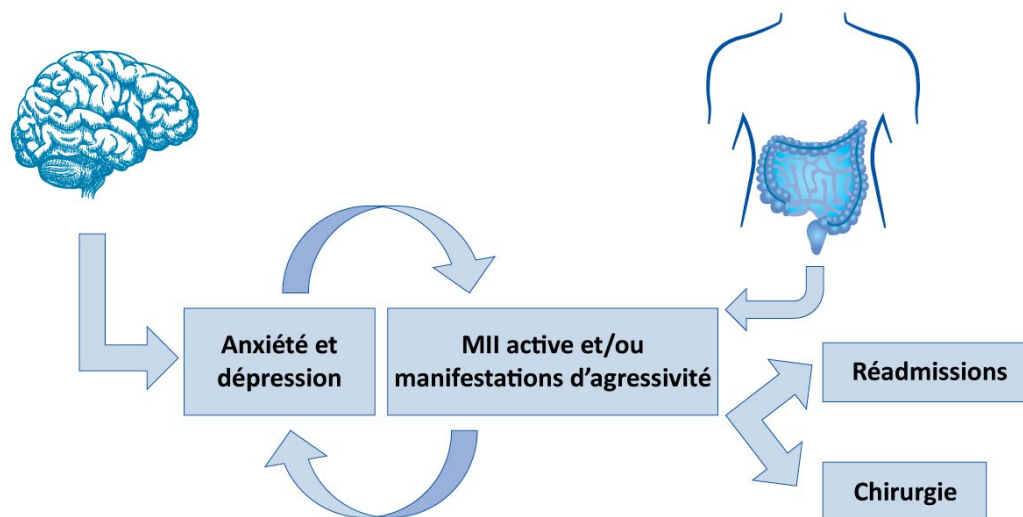 Anxiété et
dépression
MII active et/ou
manifestations d’agressivité
Réadmissions
Chirurgie